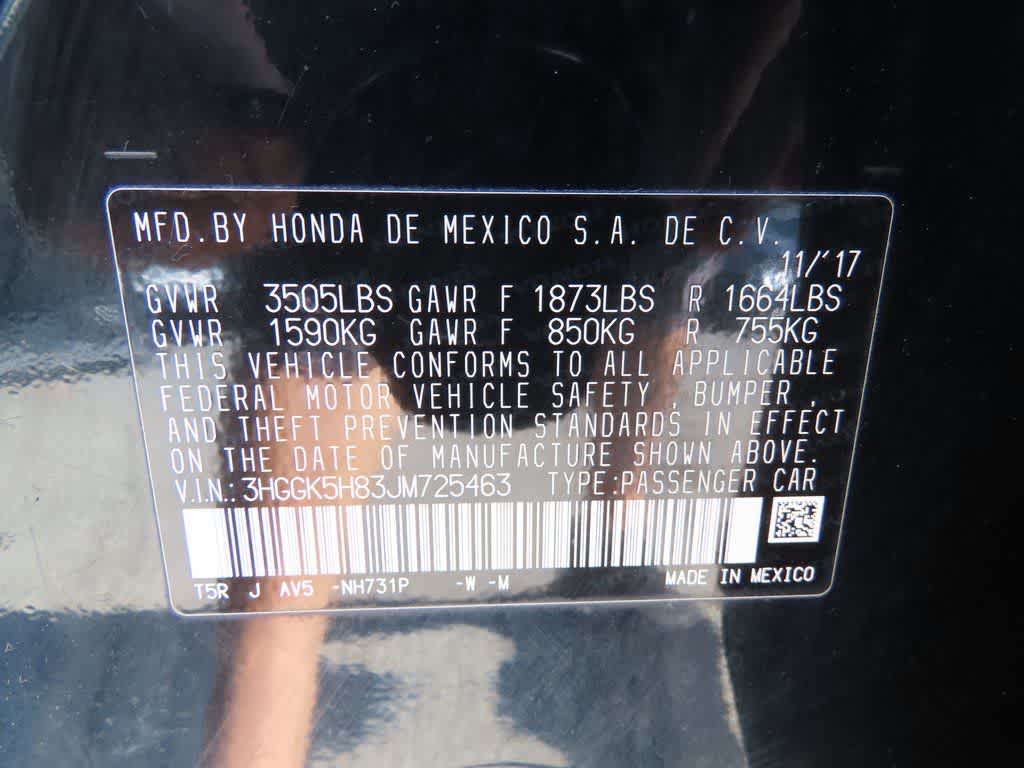 MFD. BY HONDA DE MEXICO S.A. DE C.V.
11/'17
GVWR 3505LBS GAWR F 1873LBS R 1664LBS
GVWR 1590KG GAWR F 850KG R 755KG
THIS VEHICLE CONFORMS TO ALL APPLICABLE
FEDERAL MOTOR VEHICLE SAFETY , BUMPER ,
AND THEFT PREVENTION STANDARDS IN EFFECT
ON THE DATE OF MANUFACTURE SHOWN ABOVE.
V.I.N.: 3HGGK5H83JM725463 TYPE:PASSENGER CAR
T5R J AV5 -NH731P -W -M MADE IN MEXICO